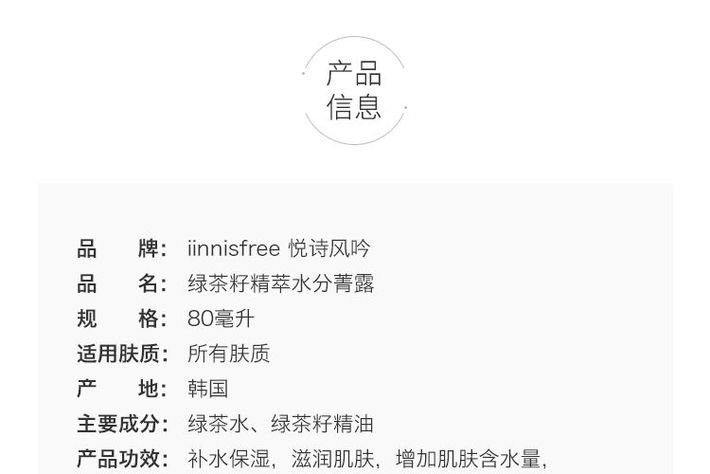 产品
信息
品 牌: iinnisfree 悦诗风吟
品 名: 绿茶籽精萃水分菁露
规 格: 80毫升
适用肤质: 所有肤质
产 地: 韩国
主要成分: 绿茶水、绿茶籽精油
产品功效: 补水保湿，滋润肌肤，增加肌肤含水量，